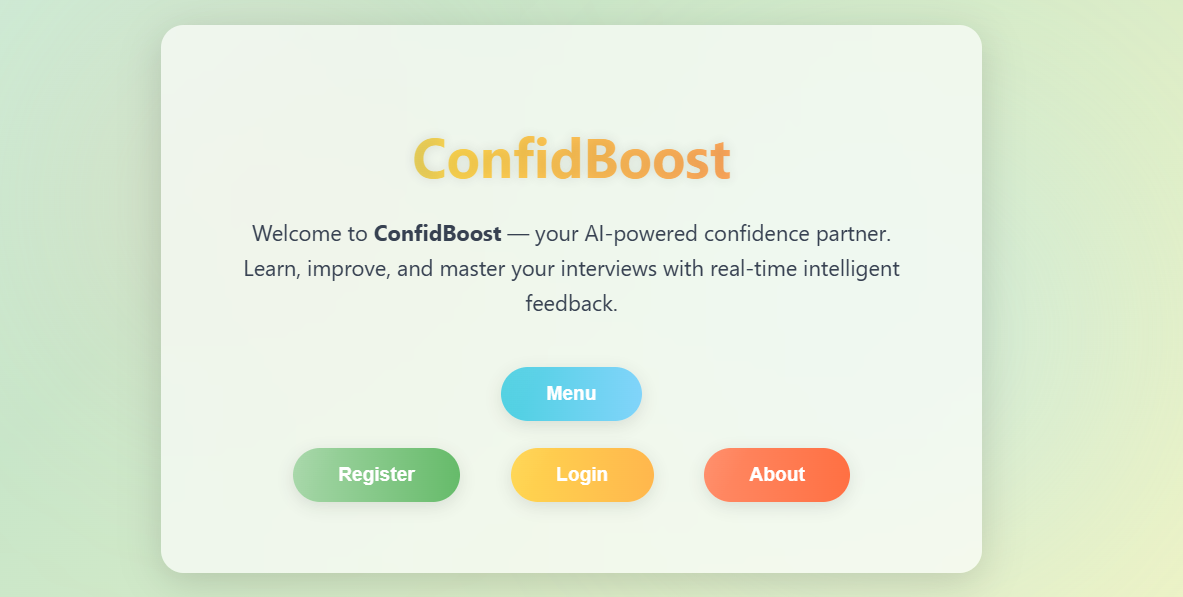 ConfidBoost
Welcome to ConfidBoost — your AI-powered confidence partner.
Learn, improve, and master your interviews with real-time intelligent
feedback.
Menu
Register
Login
About